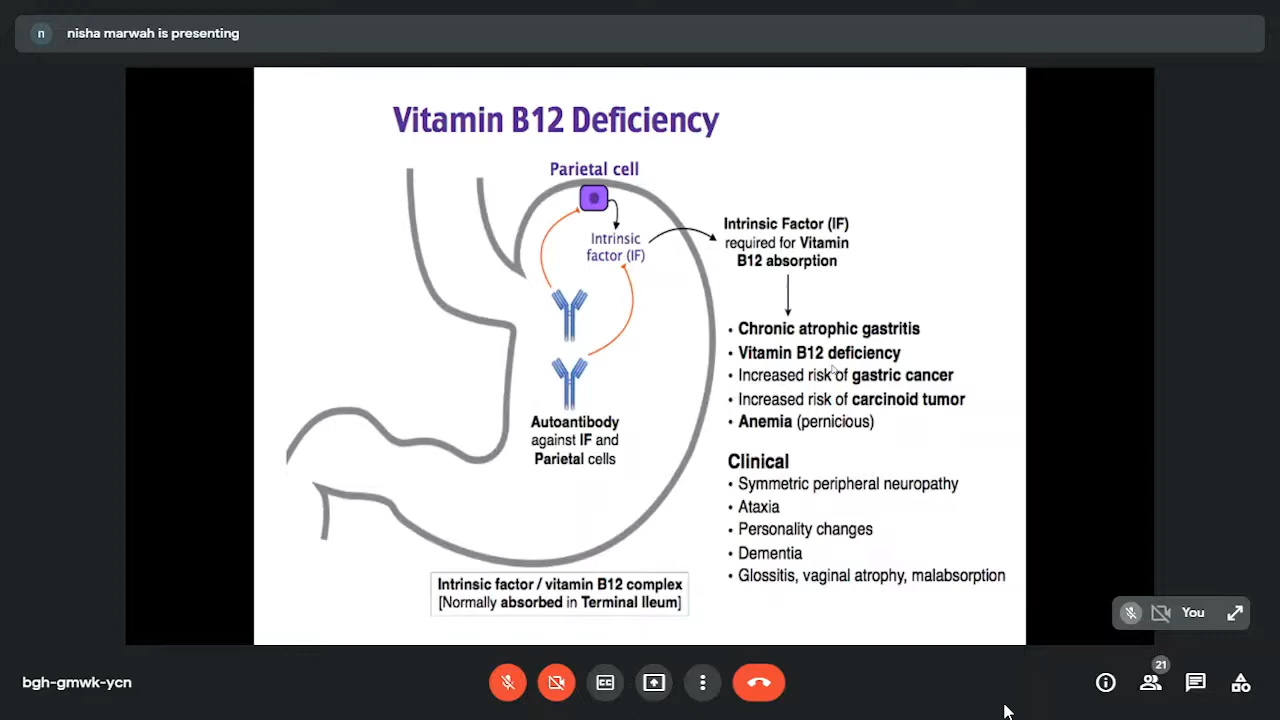 n
nisha marwah is presenting
Vitamin B12 Deficiency
Parietal cell
Intrinsic
factor (IF)
Intrinsic Factor (IF)
required for Vitamin
B12 absorption
• Chronic atrophic gastritis
• Vitamin B12 deficiency
• Increased risk of gastric cancer
• Increased risk of carcinoid tumor
• Anemia (pernicious)
Autoantibody
against IF and
Parietal cells
Clinical
• Symmetric peripheral neuropathy
• Ataxia
• Personality changes
• Dementia
• Glossitis, vaginal atrophy, malabsorption
Intrinsic factor / vitamin B12 complex
[Normally absorbed in Terminal Ileum]
You
bgh-gmwk-ycn
CC
21